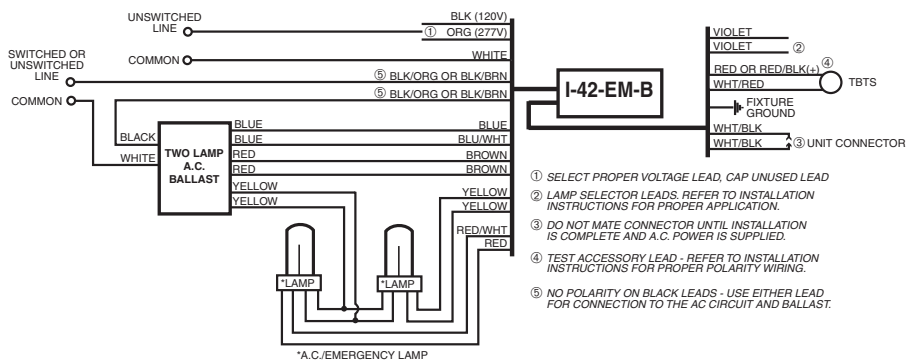 UNSWITCHED
LINE
BLK (120V)
① ORG (277V)
COMMON
WHITE
SWITCHED OR
UNSWITCHED
LINE
⑤ BLK/ORG OR BLK/BRN
COMMON
⑤ BLK/ORG OR BLK/BRN
BLACK
WHITE
TWO LAMP
A.C.
BALLAST
BLUE
BLUE
RED
RED
YELLOW
YELLOW
BLUE
BLU/WHT
BROWN
BROWN
YELLOW
YELLOW
RED/WHT
RED
*LAMP
*LAMP
*A.C./EMERGENCY LAMP
I-42-EM-B
VIOLET
VIOLET
②
RED OR RED/BLK(+)
④
WHT/RED
TBTS
FIXTURE
GROUND
WHT/BLK
WHT/BLK
③ UNIT CONNECTOR
① SELECT PROPER VOLTAGE LEAD, CAP UNUSED LEAD
② LAMP SELECTOR LEADS. REFER TO INSTALLATION
INSTRUCTIONS FOR PROPER APPLICATION.
③ DO NOT MATE CONNECTOR UNTIL INSTALLATION
IS COMPLETE AND A.C. POWER IS SUPPLIED.
④ TEST ACCESSORY LEAD - REFER TO INSTALLATION
INSTRUCTIONS FOR PROPER POLARITY WIRING.
⑤ NO POLARITY ON BLACK LEADS - USE EITHER LEAD
FOR CONNECTION TO THE AC CIRCUIT AND BALLAST.